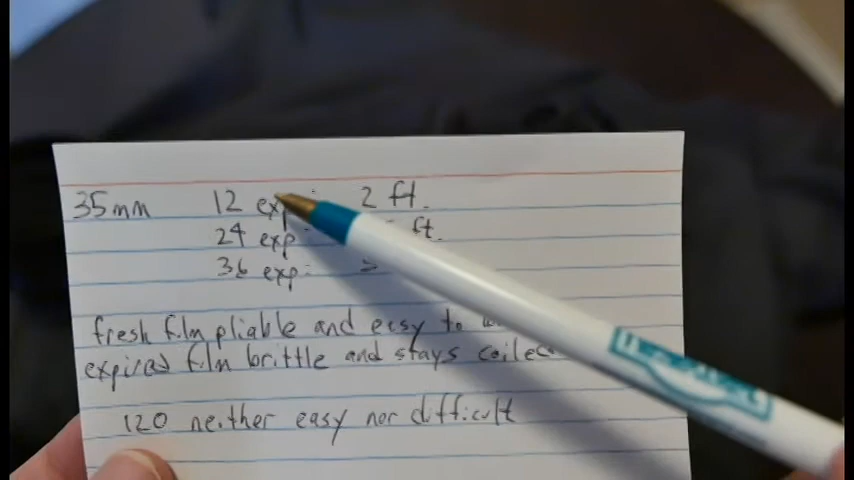 35mm 12 exp: 2 ft.
24 exp: ft.
36 exp:
fresh film pliable and easy to
expired film brittle and stays coiled
120 neither easy nor difficult